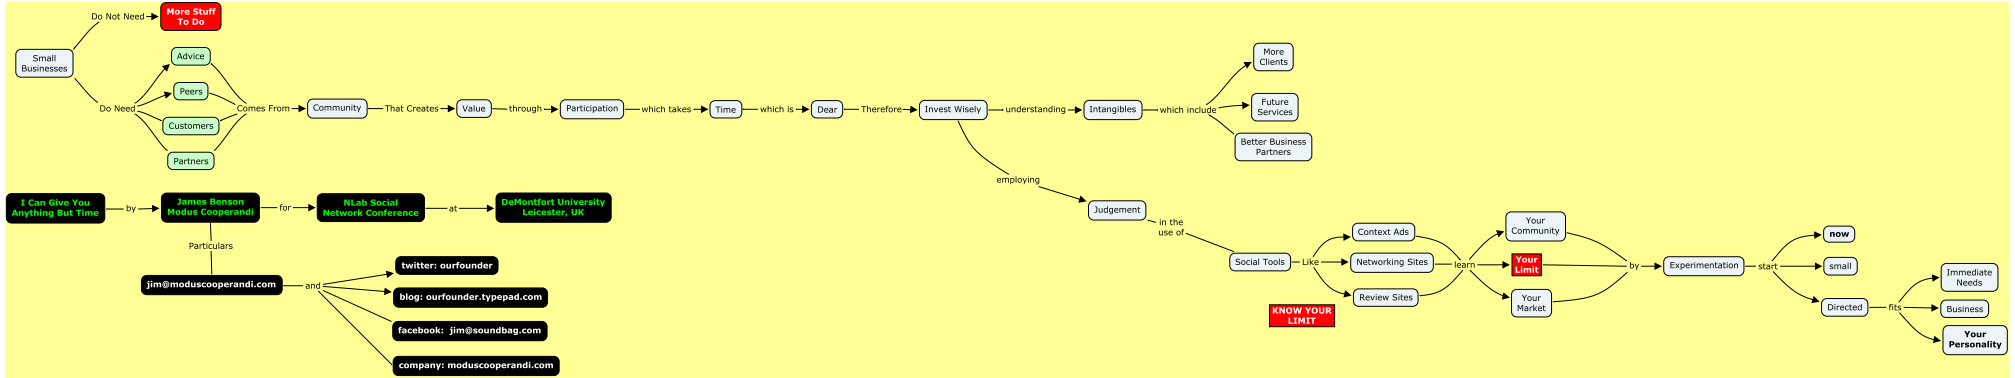 Do Not Need
More Stuff
To Do
Small
Businesses
Do Need
Advice
Peers
Customers
Partners
Comes From
Community
That Creates
Value
through
Participation
which takes
Time
which is
Dear
Therefore
Invest Wisely
understanding
Intangibles
which include
More
Clients
Future
Services
Better Business
Partners
employing
Judgement
in the
use of
Social Tools
Like
Context Ads
Networking Sites
Review Sites
KNOW YOUR
LIMIT
learn
Your
Community
Your
Limit
Your
Market
by
Experimentation
start
now
small
Directed
fits
Immediate
Needs
Business
Your
Personality
I Can Give You
Anything But Time
by
James Benson
Modus Cooperandi
for
NLab Social
Network Conference
at
DeMontfort University
Leicester, UK
Particulars
jim@moduscooperandi.com
and
twitter: ourfounder
blog: ourfounder.typepad.com
facebook: jim@soundbag.com
company: moduscooperandi.com